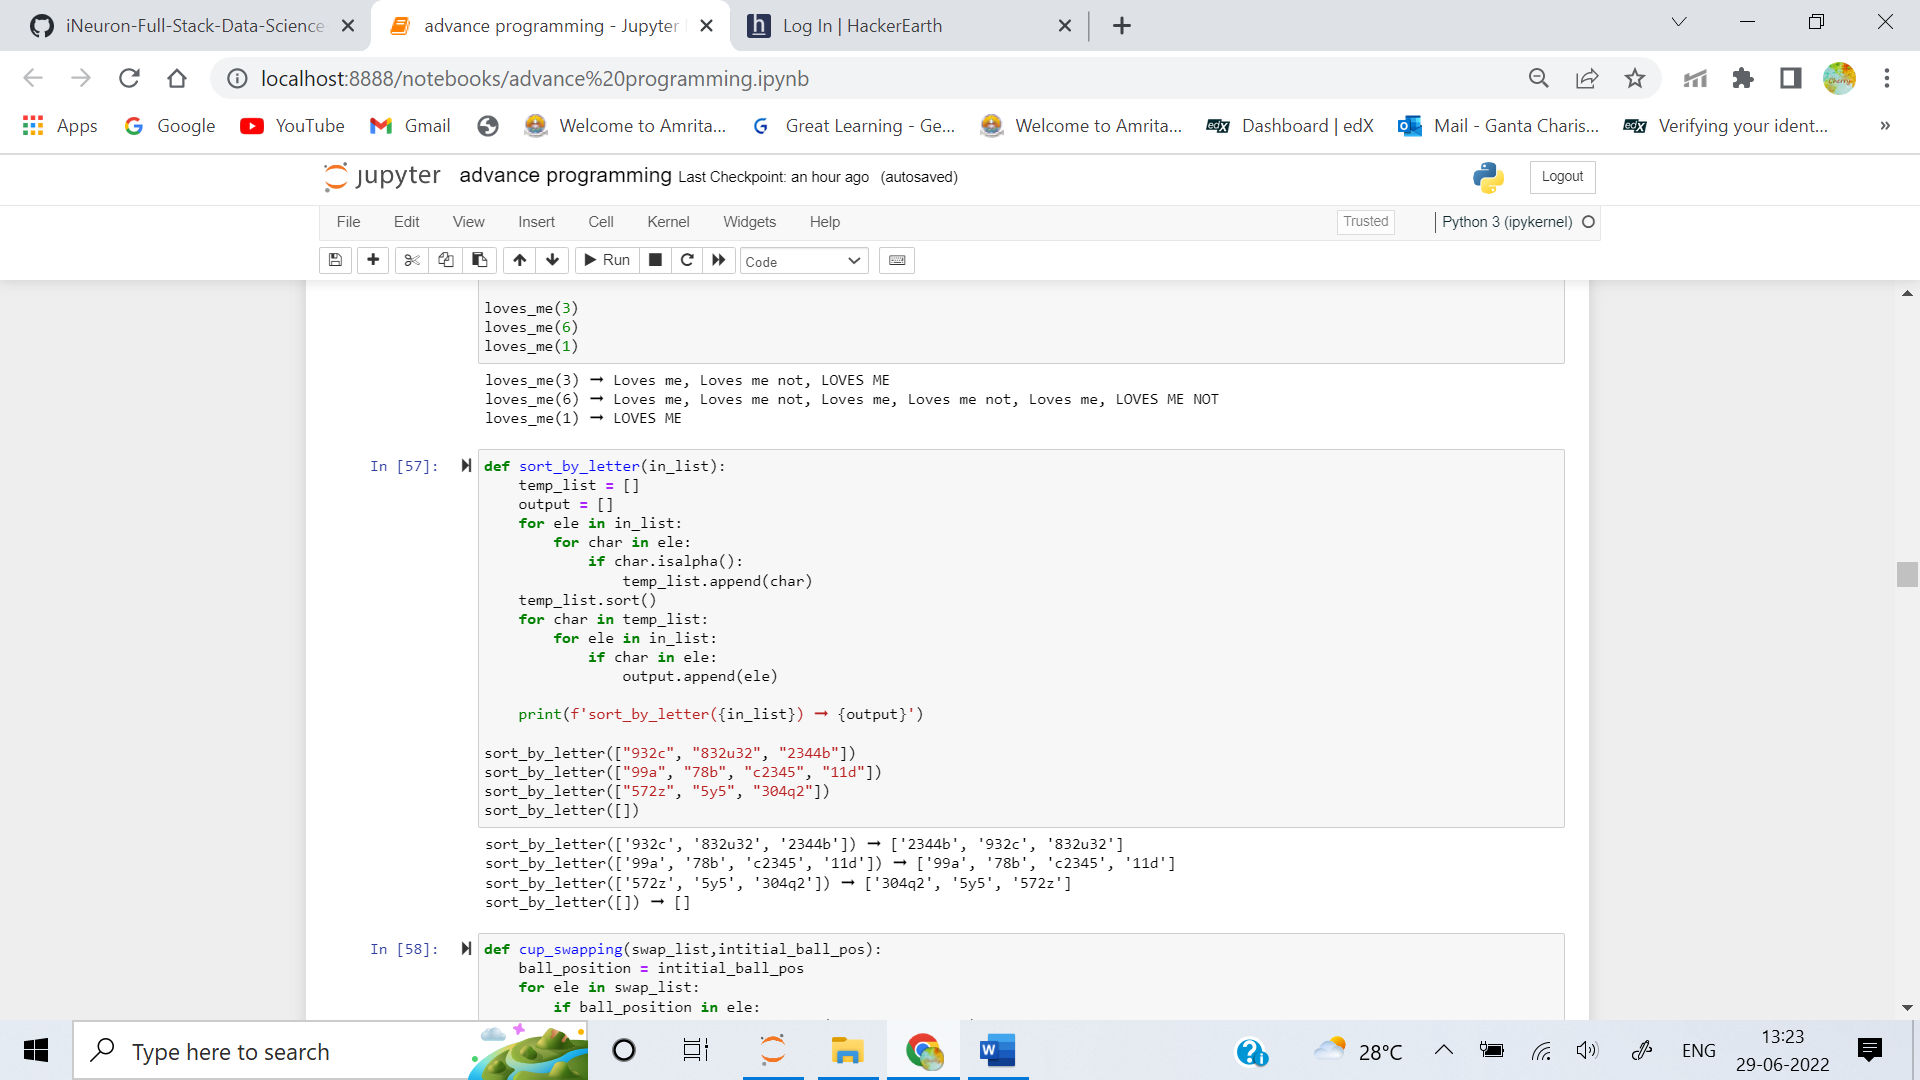 iNeuron-Full-Stack-Data-Science
advance programming - Jupyter
Log In | HackerEarth
localhost:8888/notebooks/advance%20programming.ipynb
Apps
Google
YouTube
Gmail
Welcome to Amrita...
Great Learning - Ge...
Welcome to Amrita...
Dashboard | edX
Mail - Ganta Charis...
Verifying your ident...
»
jupyter
advance programming Last Checkpoint: an hour ago (autosaved)
Logout
File
Edit
View
Insert
Cell
Kernel
Widgets
Help
Trusted
Python 3 (ipykernel)
Run
Code
loves_me(3)
loves_me(6)
loves_me(1)
loves_me(3) → Loves me, Loves me not, LOVES ME
loves_me(6) → Loves me, Loves me not, Loves me, Loves me not, Loves me, LOVES ME NOT
loves_me(1) → LOVES ME
In [57]:
def sort_by_letter(in_list):
    temp_list = []
    output = []
    for ele in in_list:
        for char in ele:
            if char.isalpha():
                temp_list.append(char)
    temp_list.sort()
    for char in temp_list:
        for ele in in_list:
            if char in ele:
                output.append(ele)
    print(f'sort_by_letter({in_list}) → {output}')
sort_by_letter(["932c", "832u32", "2344b"])
sort_by_letter(["99a", "78b", "c2345", "11d"])
sort_by_letter(["572z", "5y5", "304q2"])
sort_by_letter([])
sort_by_letter(['932c', '832u32', '2344b']) → ['2344b', '932c', '832u32']
sort_by_letter(['99a', '78b', 'c2345', '11d']) → ['99a', '78b', 'c2345', '11d']
sort_by_letter(['572z', '5y5', '304q2']) → ['304q2', '5y5', '572z']
sort_by_letter([]) → []
In [58]:
def cup_swapping(swap_list,intitial_ball_pos):
    ball_position = intitial_ball_pos
    for ele in swap_list:
        if ball_position in ele:
Type here to search
28°C
ENG
13:23
29-06-2022